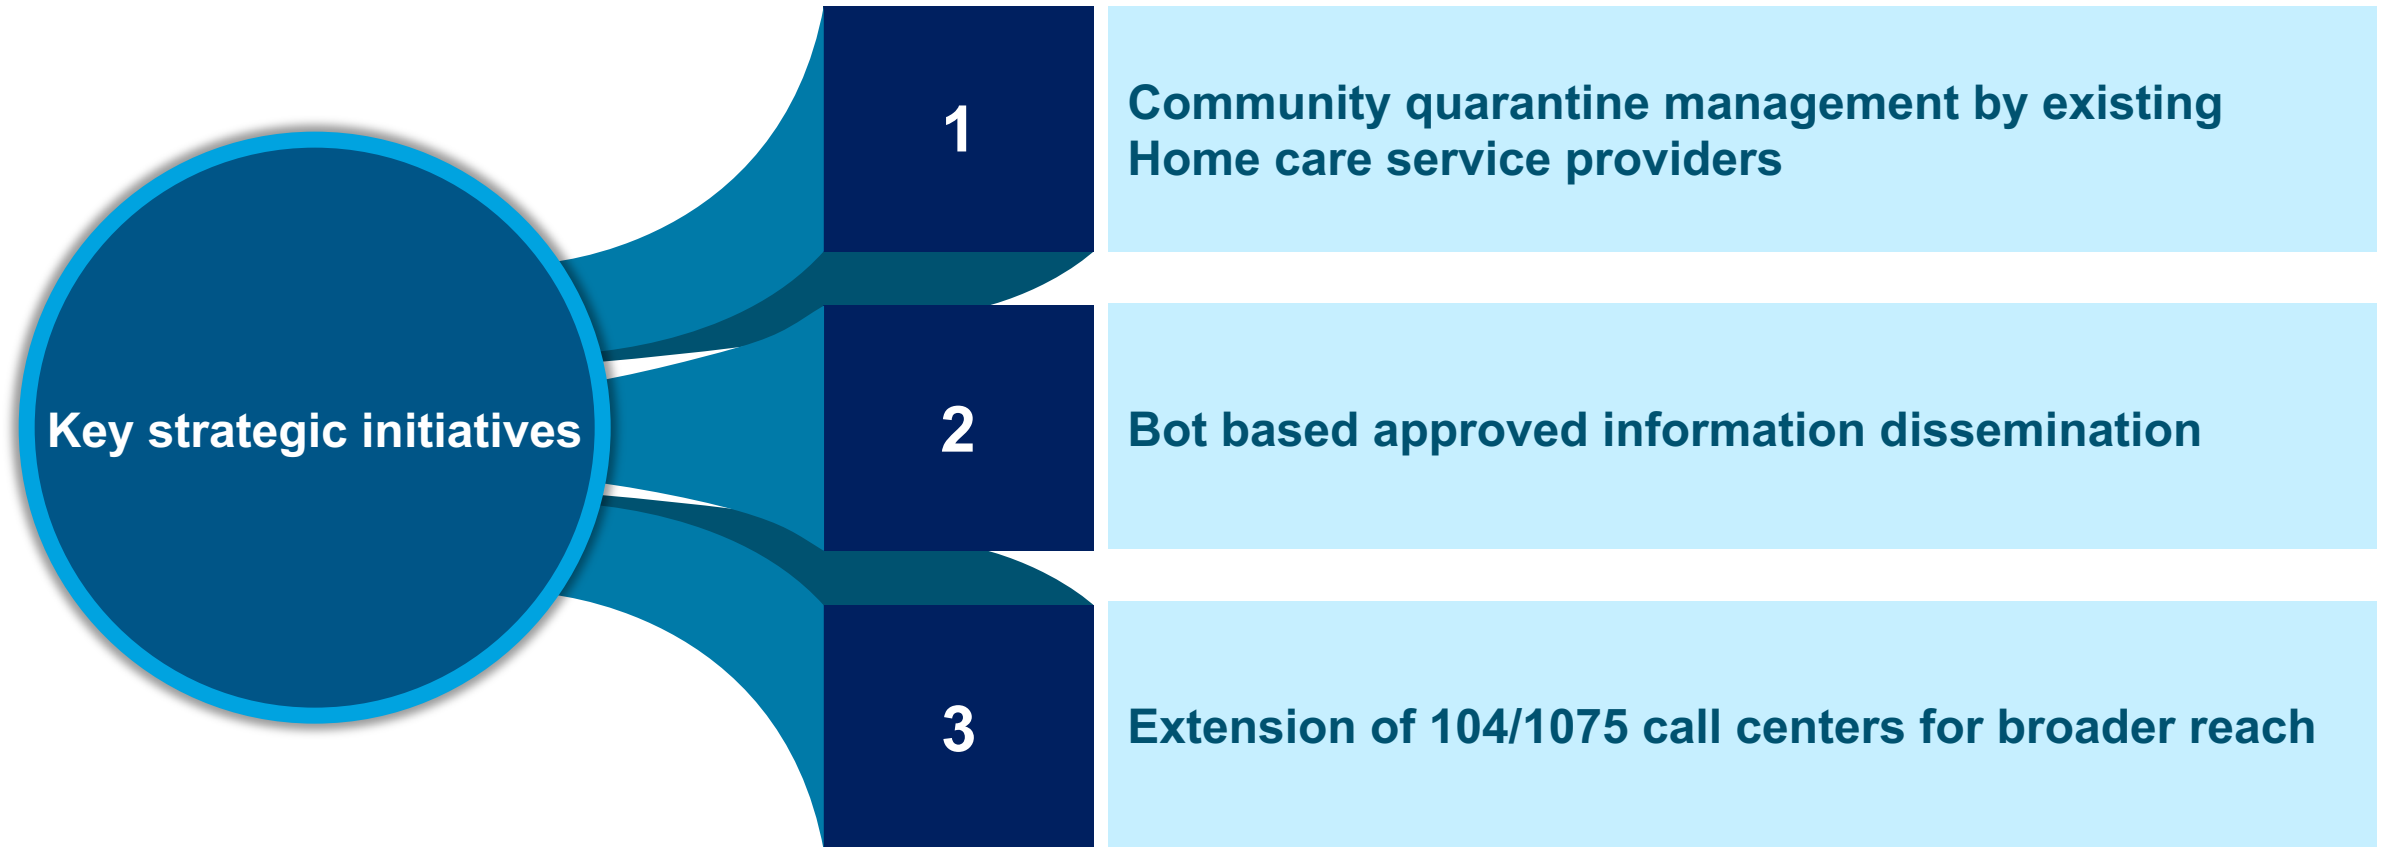 Key strategic initiatives
1
Community quarantine management by existing
Home care service providers
2
Bot based approved information dissemination
3
Extension of 104/1075 call centers for broader reach